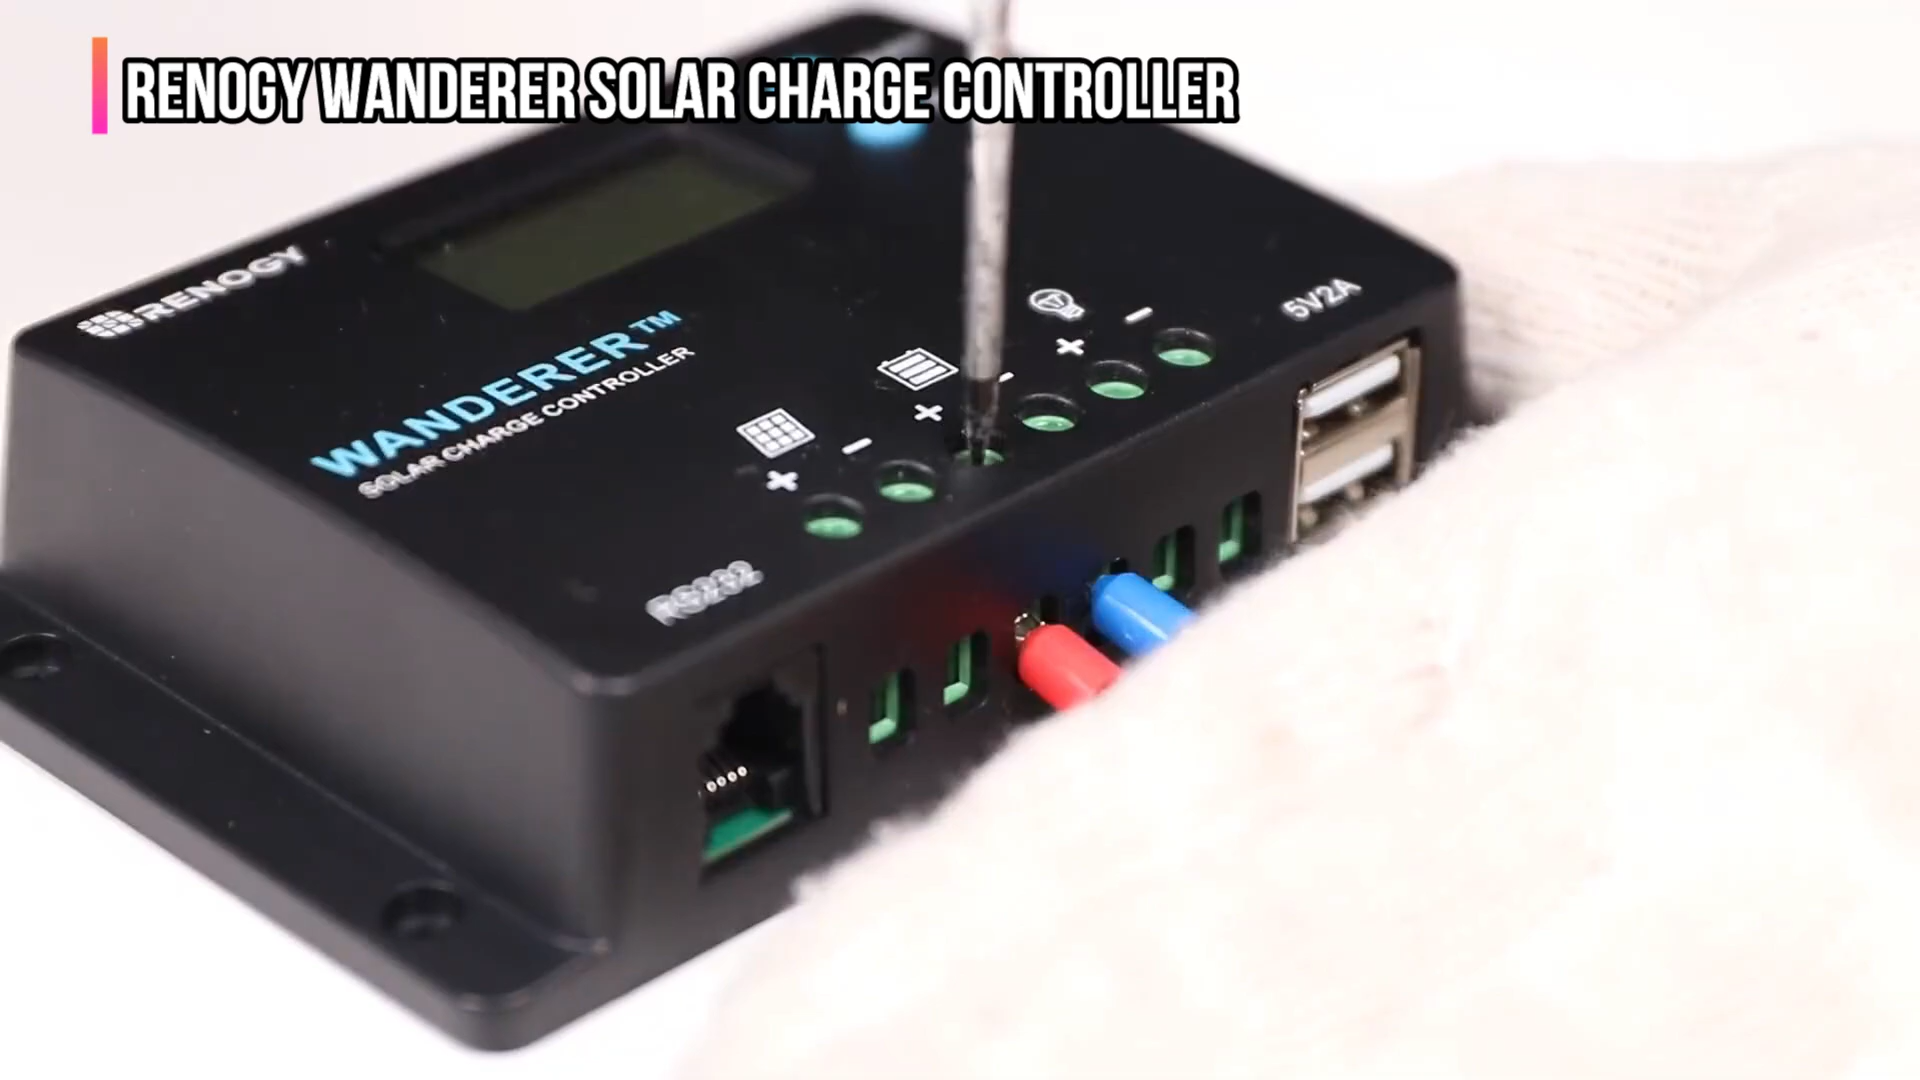 RENOGY WANDERER SOLAR CHARGE CONTROLLER
RENOGY
WANDERER™
SOLAR CHARGE CONTROLLER
+ -
+ -
+ -
5V2A
RS232